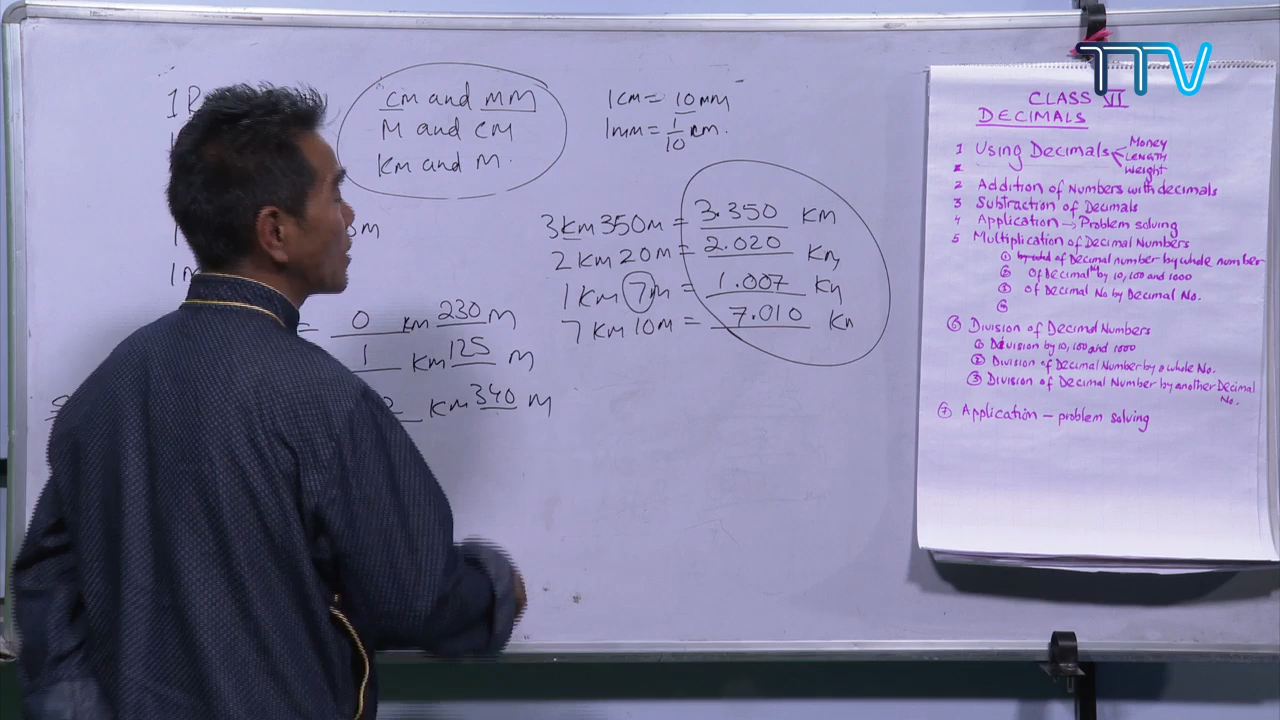 TTV
cm and mm
M and CM
Km and M.
1cm = 10mm
1mm = 1/10 cm.
3km 350m = 3.350 Km
2 km 20m = 2.020 Km
1 km 7m = 1.007 Km
7 km 10m = 7.010 Km
= 0 km 230 m
1 km 125 m
km 340 m
CLASS VI
DECIMALS
1 Using Decimals Money
Length
Weight
2 Addition of Numbers with decimals
3 Subtraction of Decimals
4 Application → Problem solving
5 Multiplication of Decimal Numbers
① of Decimal number by whole number
② Of Decimal by 10, 100 and 1000
③ of Decimal No by Decimal No.
④
⑥ Division of Decimal Numbers
① Division by 10, 100 and 1000
② Division of Decimal Number by a whole No.
③ Division of Decimal Number by another Decimal
No.
⑦ Application – problem solving